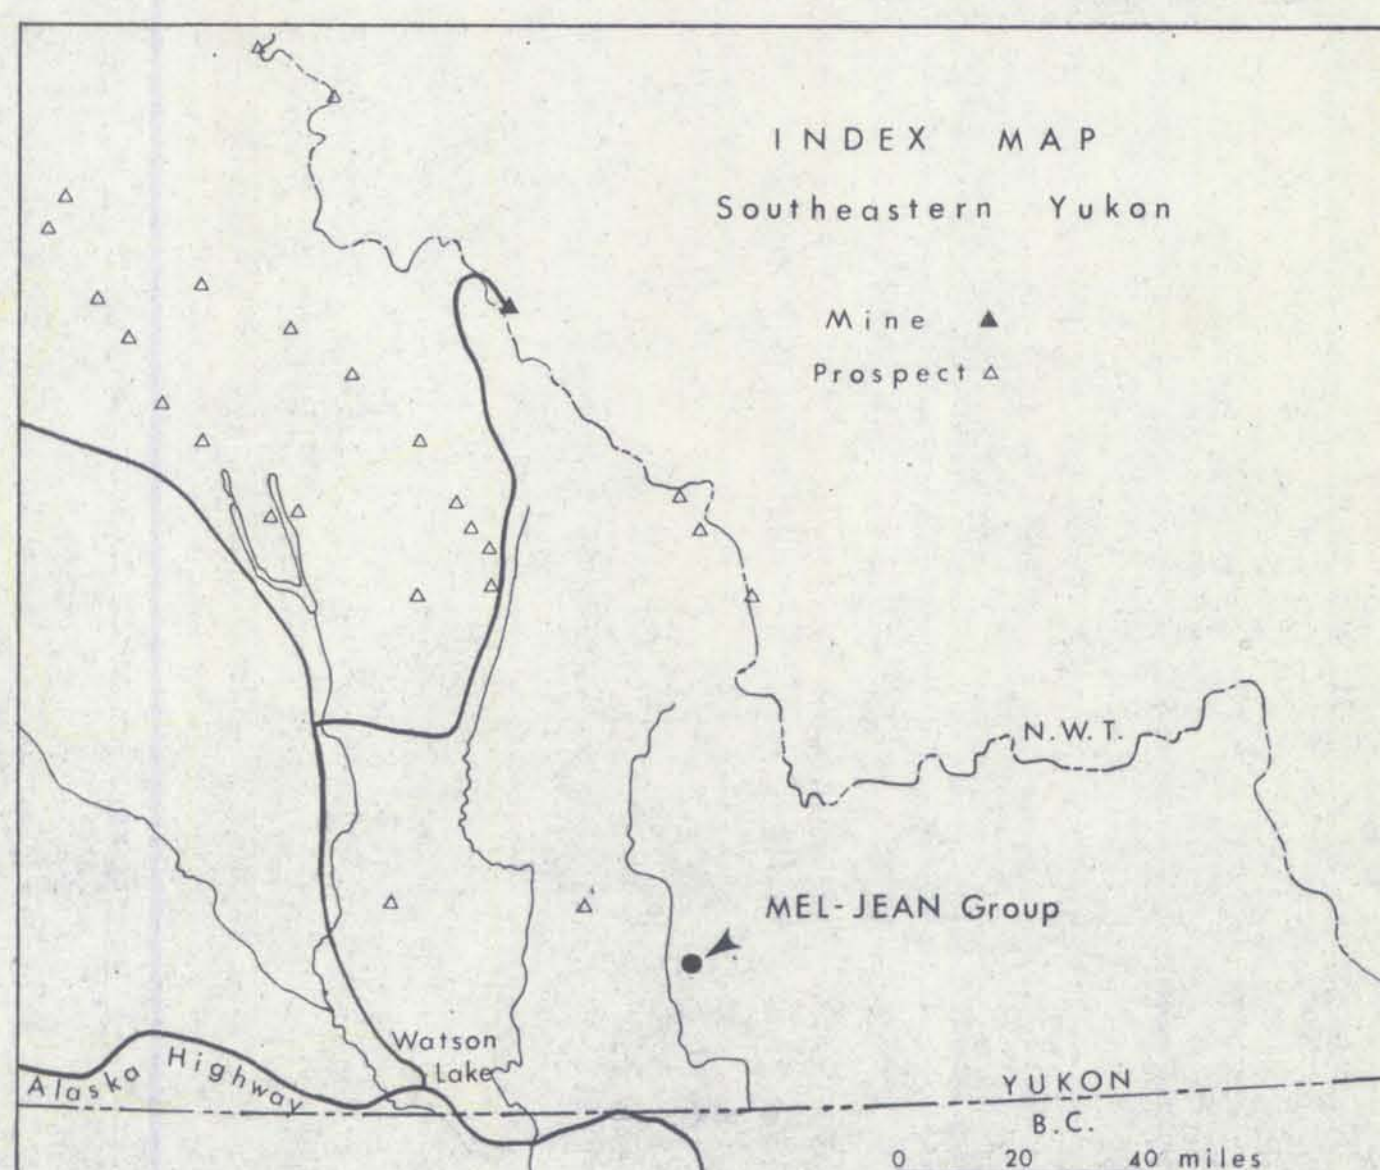 INDEX MAP
Southeastern Yukon
Mine
Prospect
N.W.T.
MEL-JEAN Group
Watson
Lake
Alaska Highway
YUKON
B.C.
0 20 40 miles